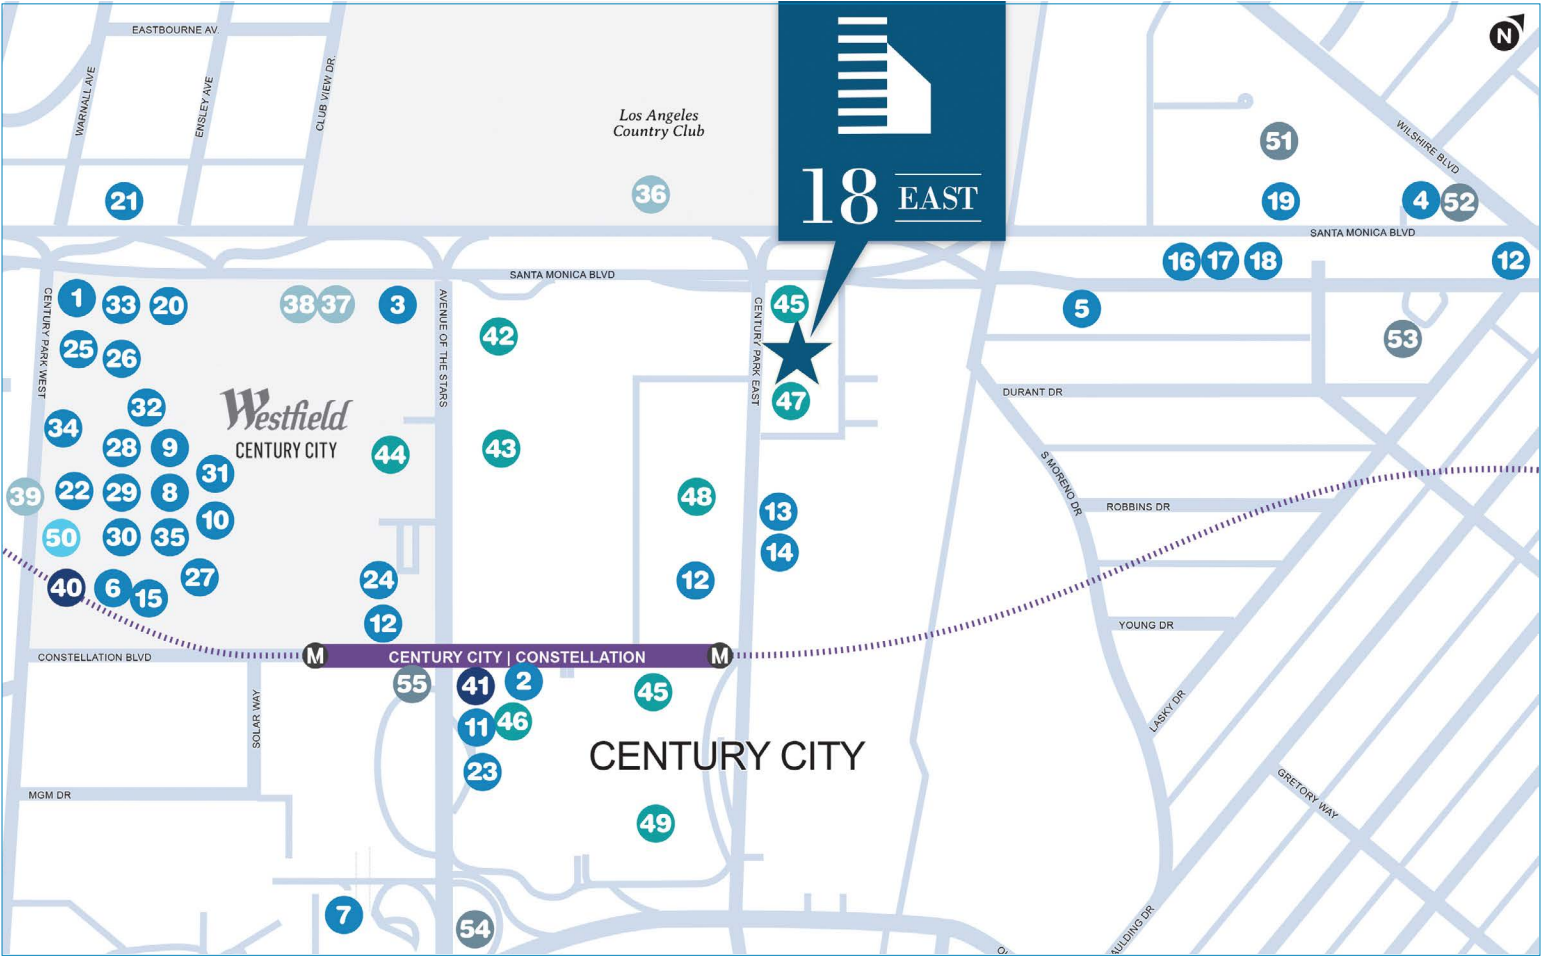 EASTBOURNE AV.
WARNALL AVE
ENSLEY AVE
CLUB VIEW DR.
Los Angeles
Country Club
18 EAST
N
WILSHIRE BLVD
51
36
21
19
4
52
SANTA MONICA BLVD
16
17
18
12
SANTA MONICA BLVD
CENTURY PARK WEST
1
33
20
38
37
3
AVENUE OF THE STARS
42
CENTURY PARK EAST
45
5
53
25
26
32
Westfield
CENTURY CITY
47
DURANT DR
34
28
9
31
44
43
S MORENO DR
39
22
29
8
10
48
13
ROBBINS DR
50
30
35
14
40
6
15
27
24
12
12
YOUNG DR
CONSTELLATION BLVD
M
CENTURY CITY | CONSTELLATION
M
55
41
2
45
SOLAR WAY
11
46
LASKY DR
CENTURY CITY
23
MGM DR
GRETORY WAY
49
7
54
AULDING DR